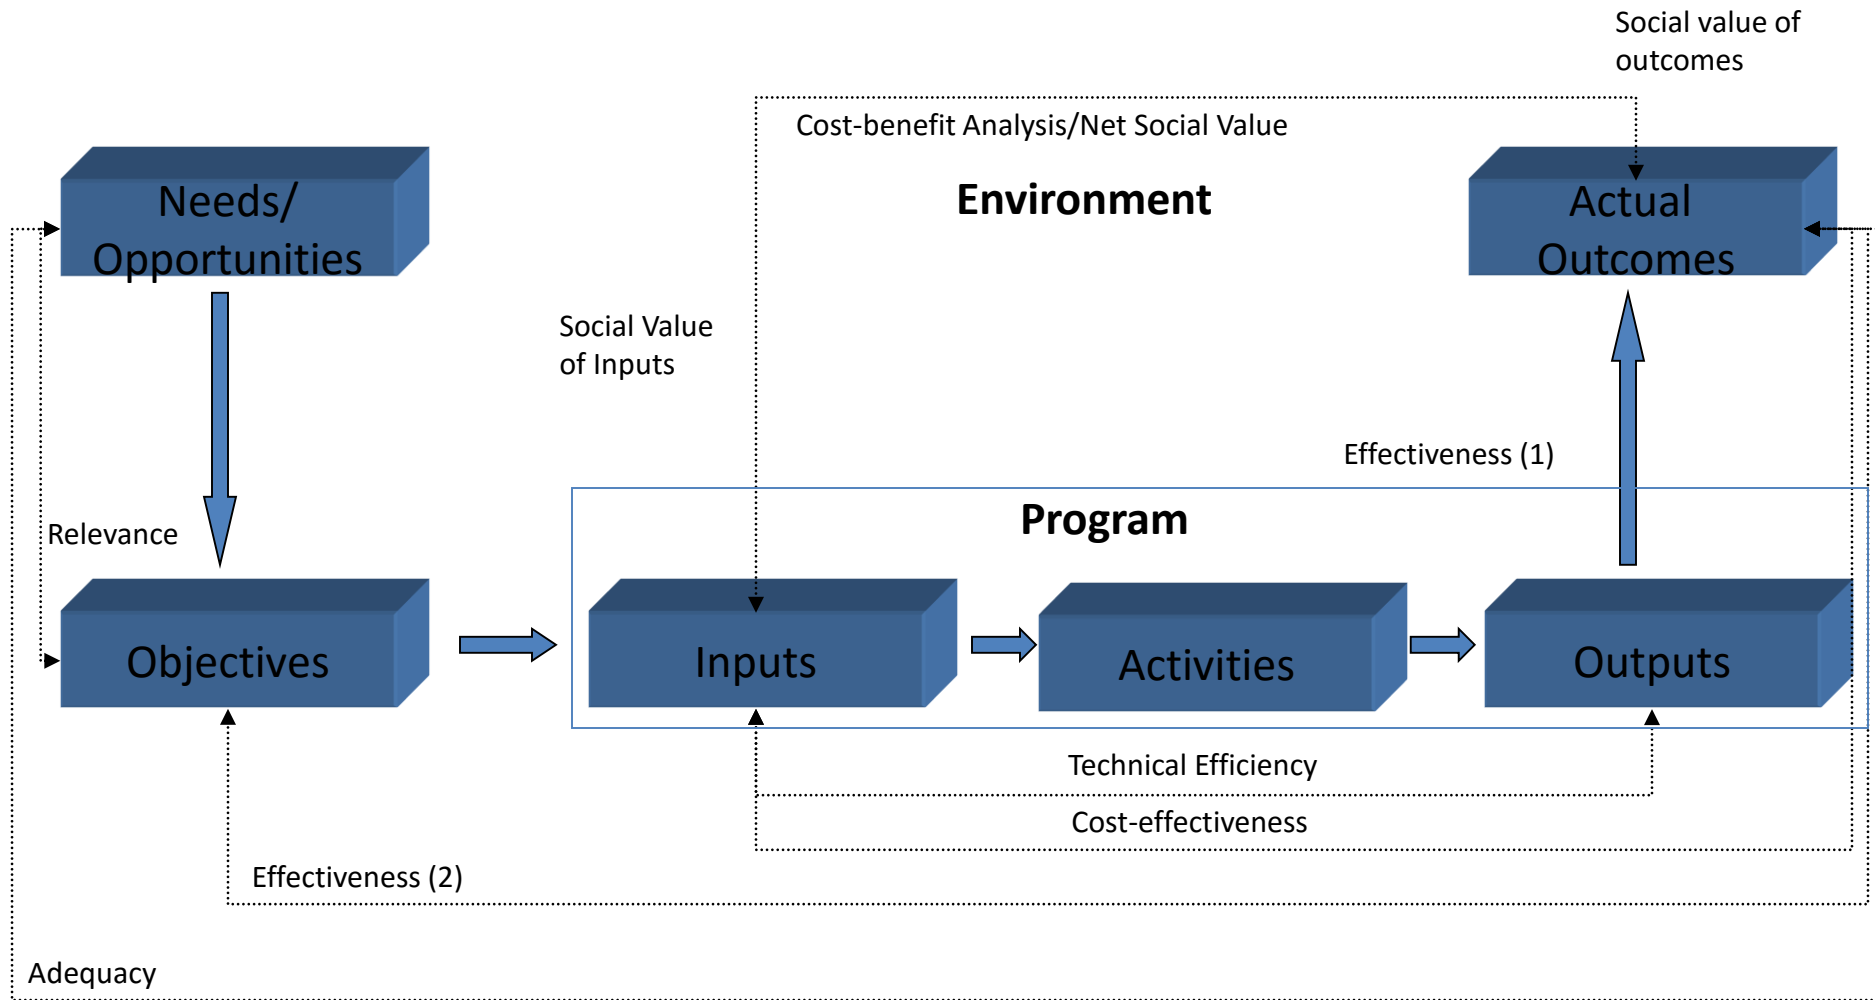 Social value of
outcomes
Cost-benefit Analysis/Net Social Value
Needs/
Opportunities
Environment
Actual
Outcomes
Social Value
of Inputs
Effectiveness (1)
Program
Relevance
Objectives
Inputs
Activities
Outputs
Technical Efficiency
Cost-effectiveness
Effectiveness (2)
Adequacy